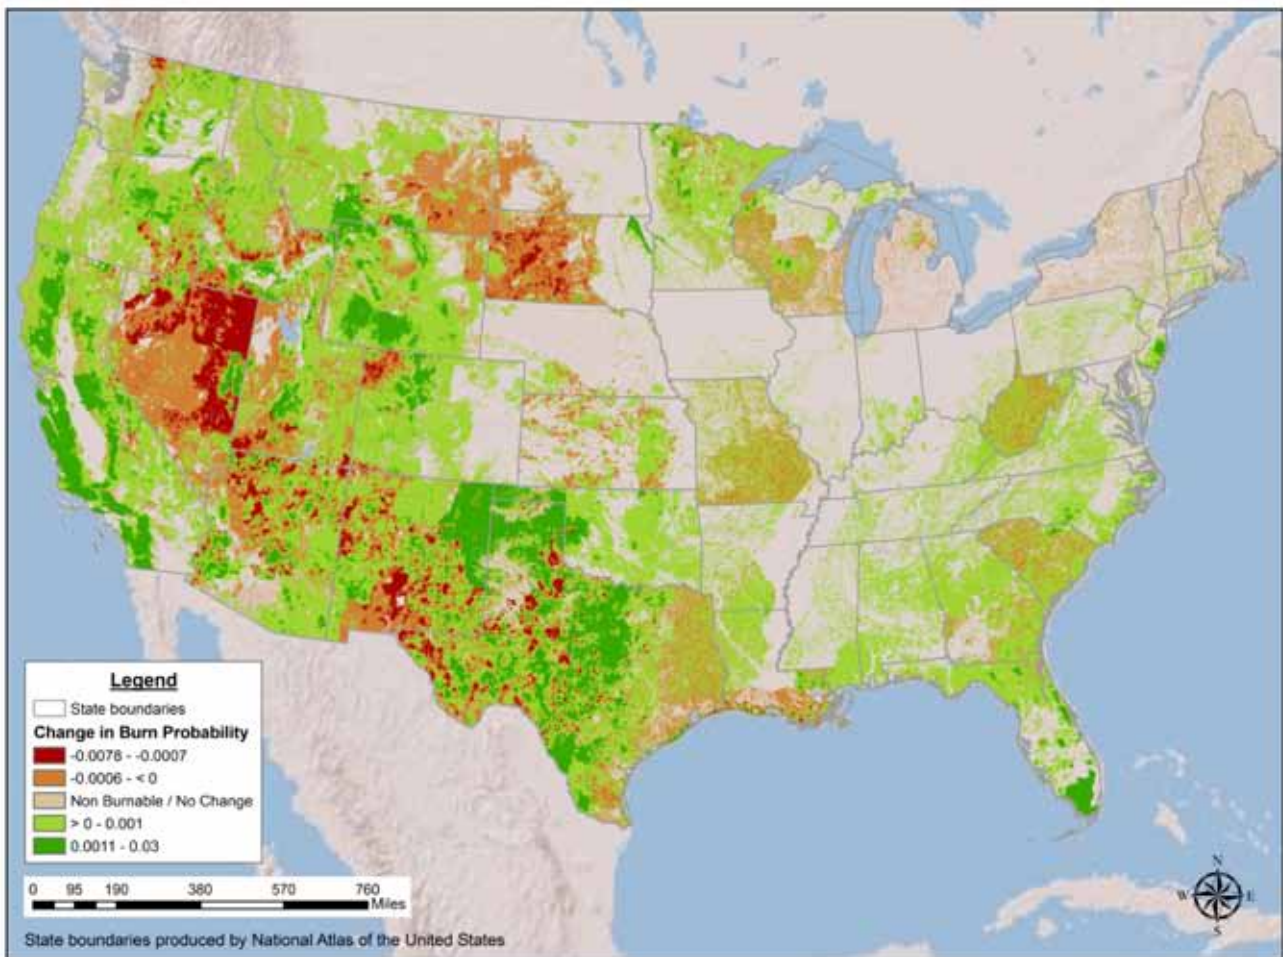 Legend
State boundaries
Change in Burn Probability
-0.0078 - -0.0007
-0.0006 - < 0
Non Burnable / No Change
> 0 - 0.001
0.0011 - 0.03
0 95 190 380 570 760
Miles
State boundaries produced by National Atlas of the United States
N
W E
S